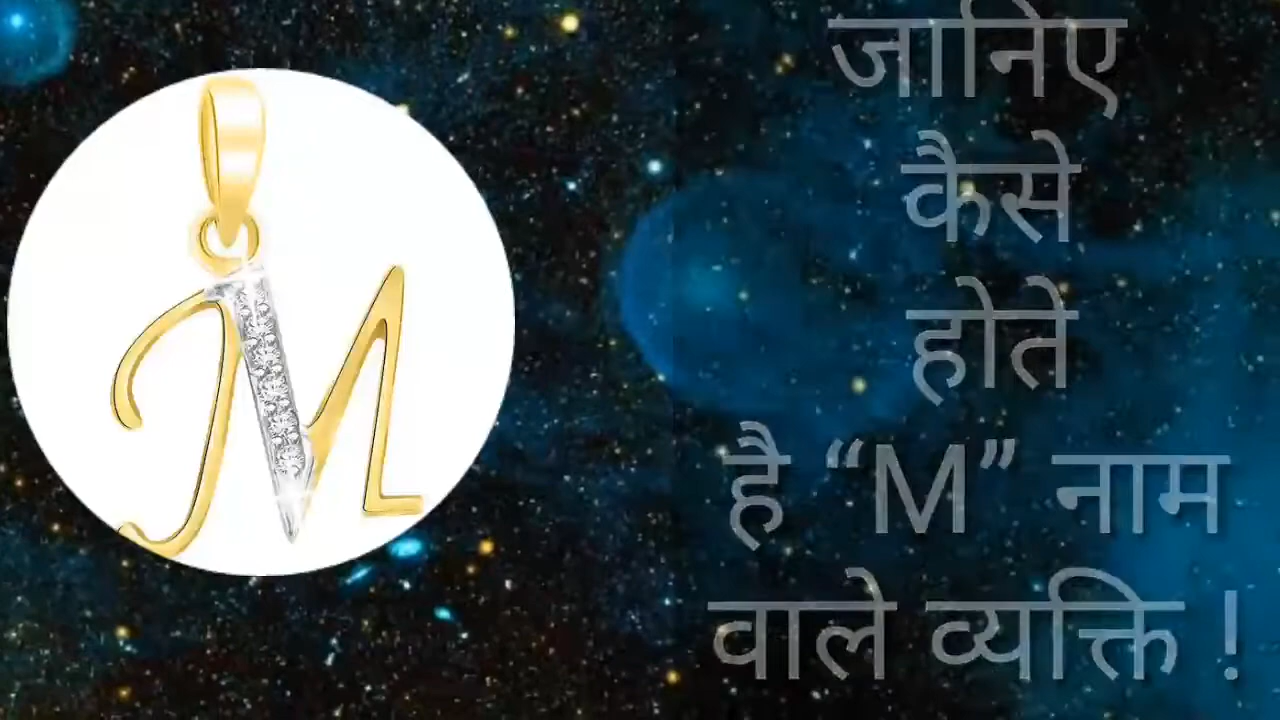 M
जानिए
कैसे
होते
है “M” नाम
वाले व्यक्ति !